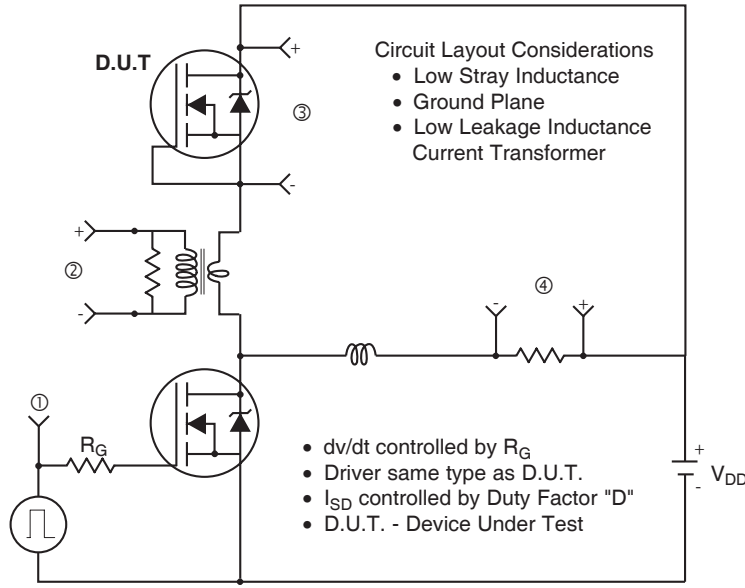 D.U.T
+
Circuit Layout Considerations
• Low Stray Inductance
• Ground Plane
• Low Leakage Inductance
Current Transformer
③
-
+
②
-
④
- +
①
R_G
• dv/dt controlled by R_G
• Driver same type as D.U.T.
• I_SD controlled by Duty Factor "D"
• D.U.T. - Device Under Test
+
V_DD
-